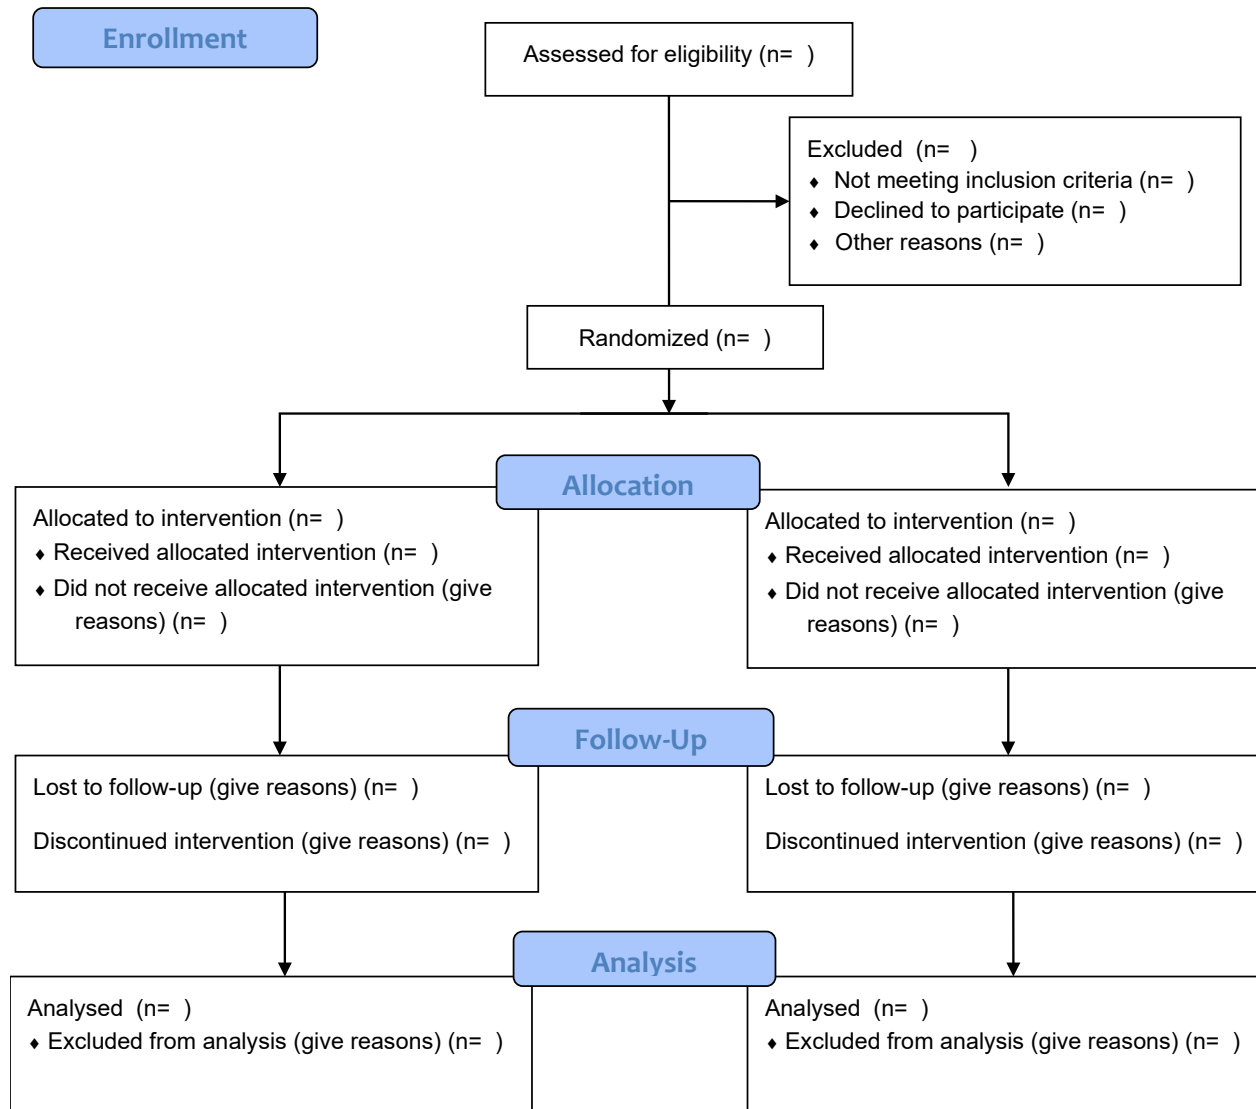 Enrollment
Assessed for eligibility (n=  )
Excluded  (n=   )
♦ Not meeting inclusion criteria (n=  )
♦ Declined to participate (n=  )
♦ Other reasons (n=  )
Randomized (n=  )
Allocation
Allocated to intervention (n=  )
♦ Received allocated intervention (n=  )
♦ Did not receive allocated intervention (give
reasons) (n=  )
Allocated to intervention (n=  )
♦ Received allocated intervention (n=  )
♦ Did not receive allocated intervention (give
reasons) (n=  )
Follow-Up
Lost to follow-up (give reasons) (n=  )
Discontinued intervention (give reasons) (n=  )
Lost to follow-up (give reasons) (n=  )
Discontinued intervention (give reasons) (n=  )
Analysis
Analysed  (n=  )
♦ Excluded from analysis (give reasons) (n=  )
Analysed  (n=  )
♦ Excluded from analysis (give reasons) (n=  )